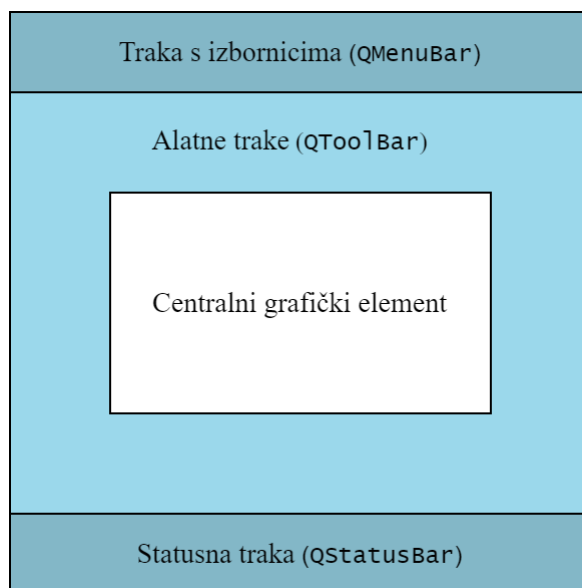 Traka s izbornicima (QMenuBar)
Alatne trake (QToolBar)
Centralni grafički element
Statusna traka (QStatusBar)